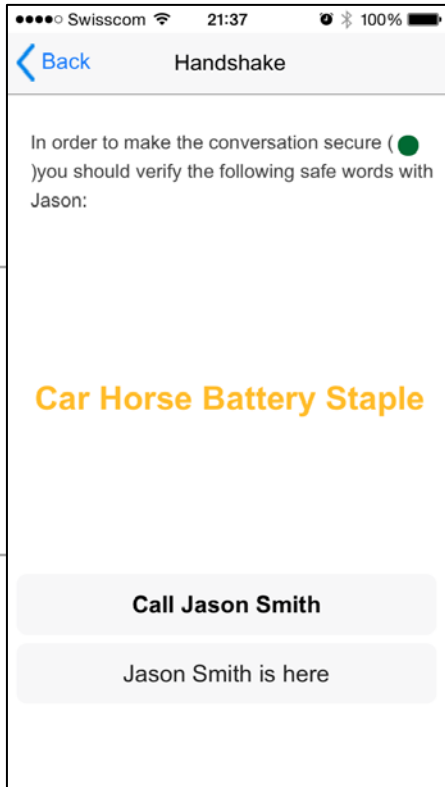 Swisscom 21:37 100%
Back Handshake
In order to make the conversation secure (
)you should verify the following safe words with
Jason:
Car Horse Battery Staple
Call Jason Smith
Jason Smith is here